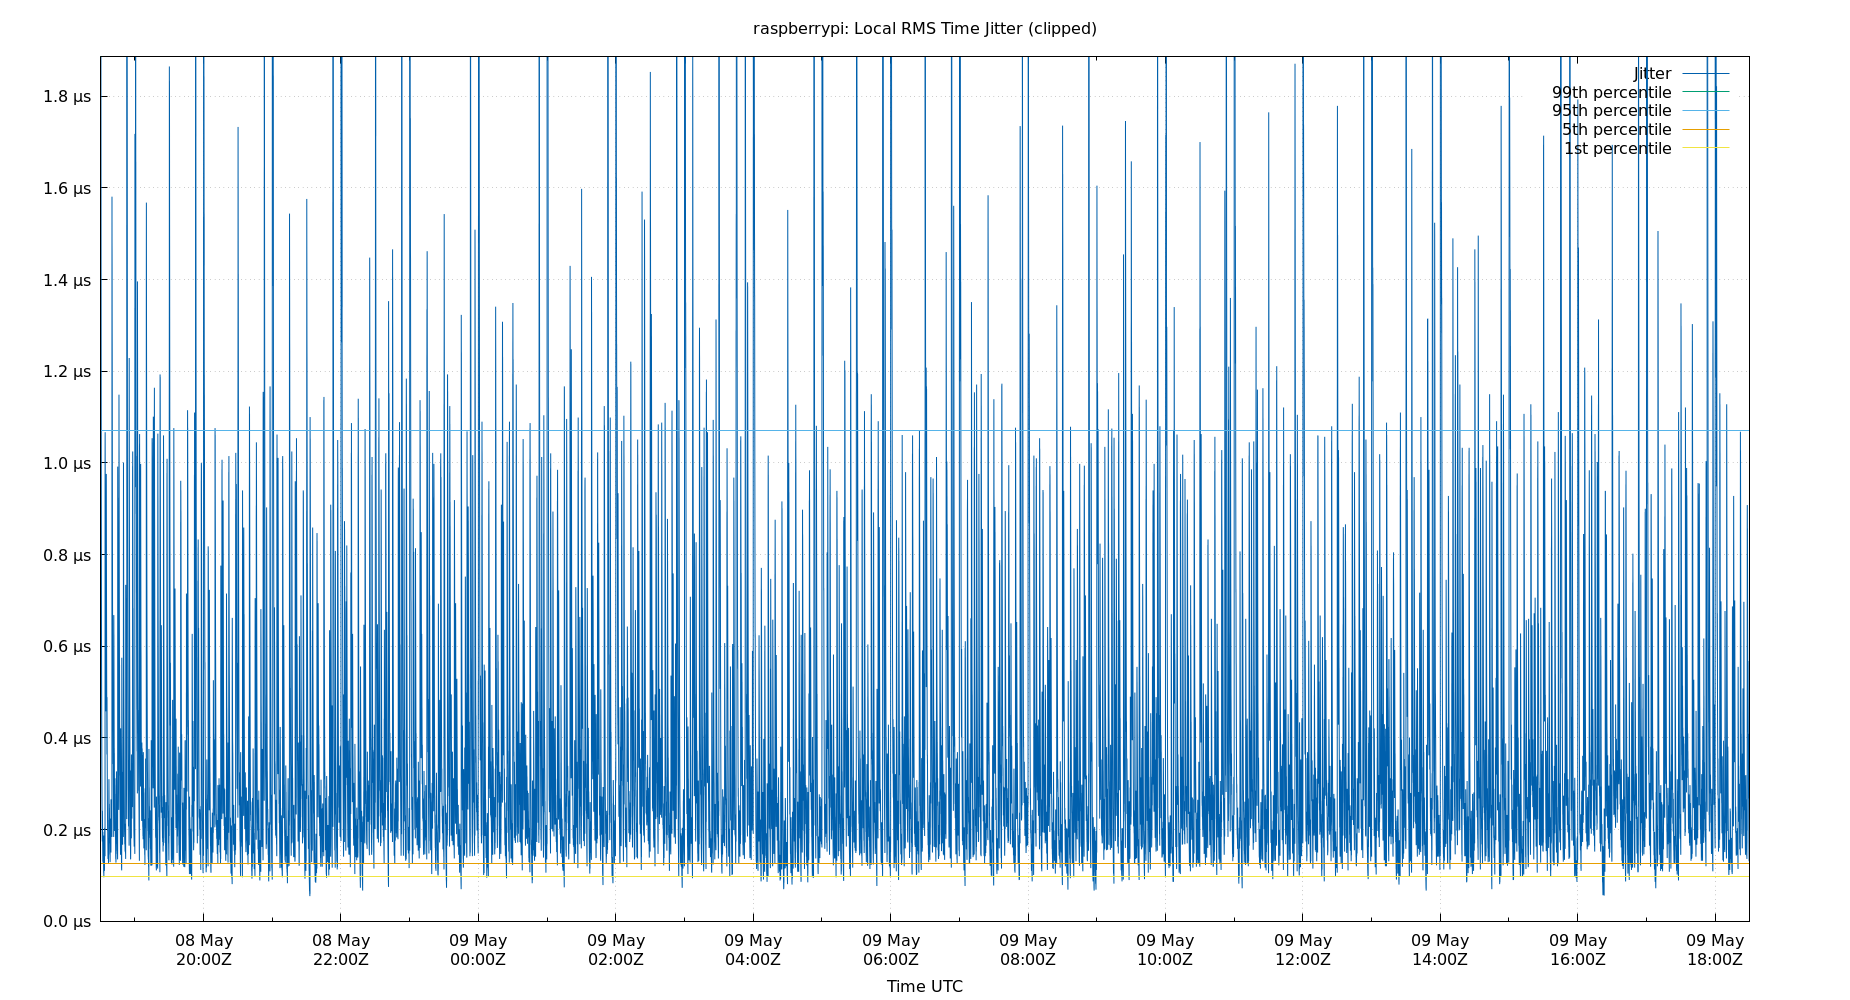 raspberrypi: Local RMS Time Jitter (clipped)
Jitter
99th percentile
95th percentile
5th percentile
1st percentile
1.8 µs
1.6 µs
1.4 µs
1.2 µs
1.0 µs
0.8 µs
0.6 µs
0.4 µs
0.2 µs
0.0 µs
08 May 08 May 09 May 09 May 09 May 09 May 09 May 09 May 09 May 09 May 09 May 09 May
20:00Z 22:00Z 00:00Z 02:00Z 04:00Z 06:00Z 08:00Z 10:00Z 12:00Z 14:00Z 16:00Z 18:00Z
Time UTC